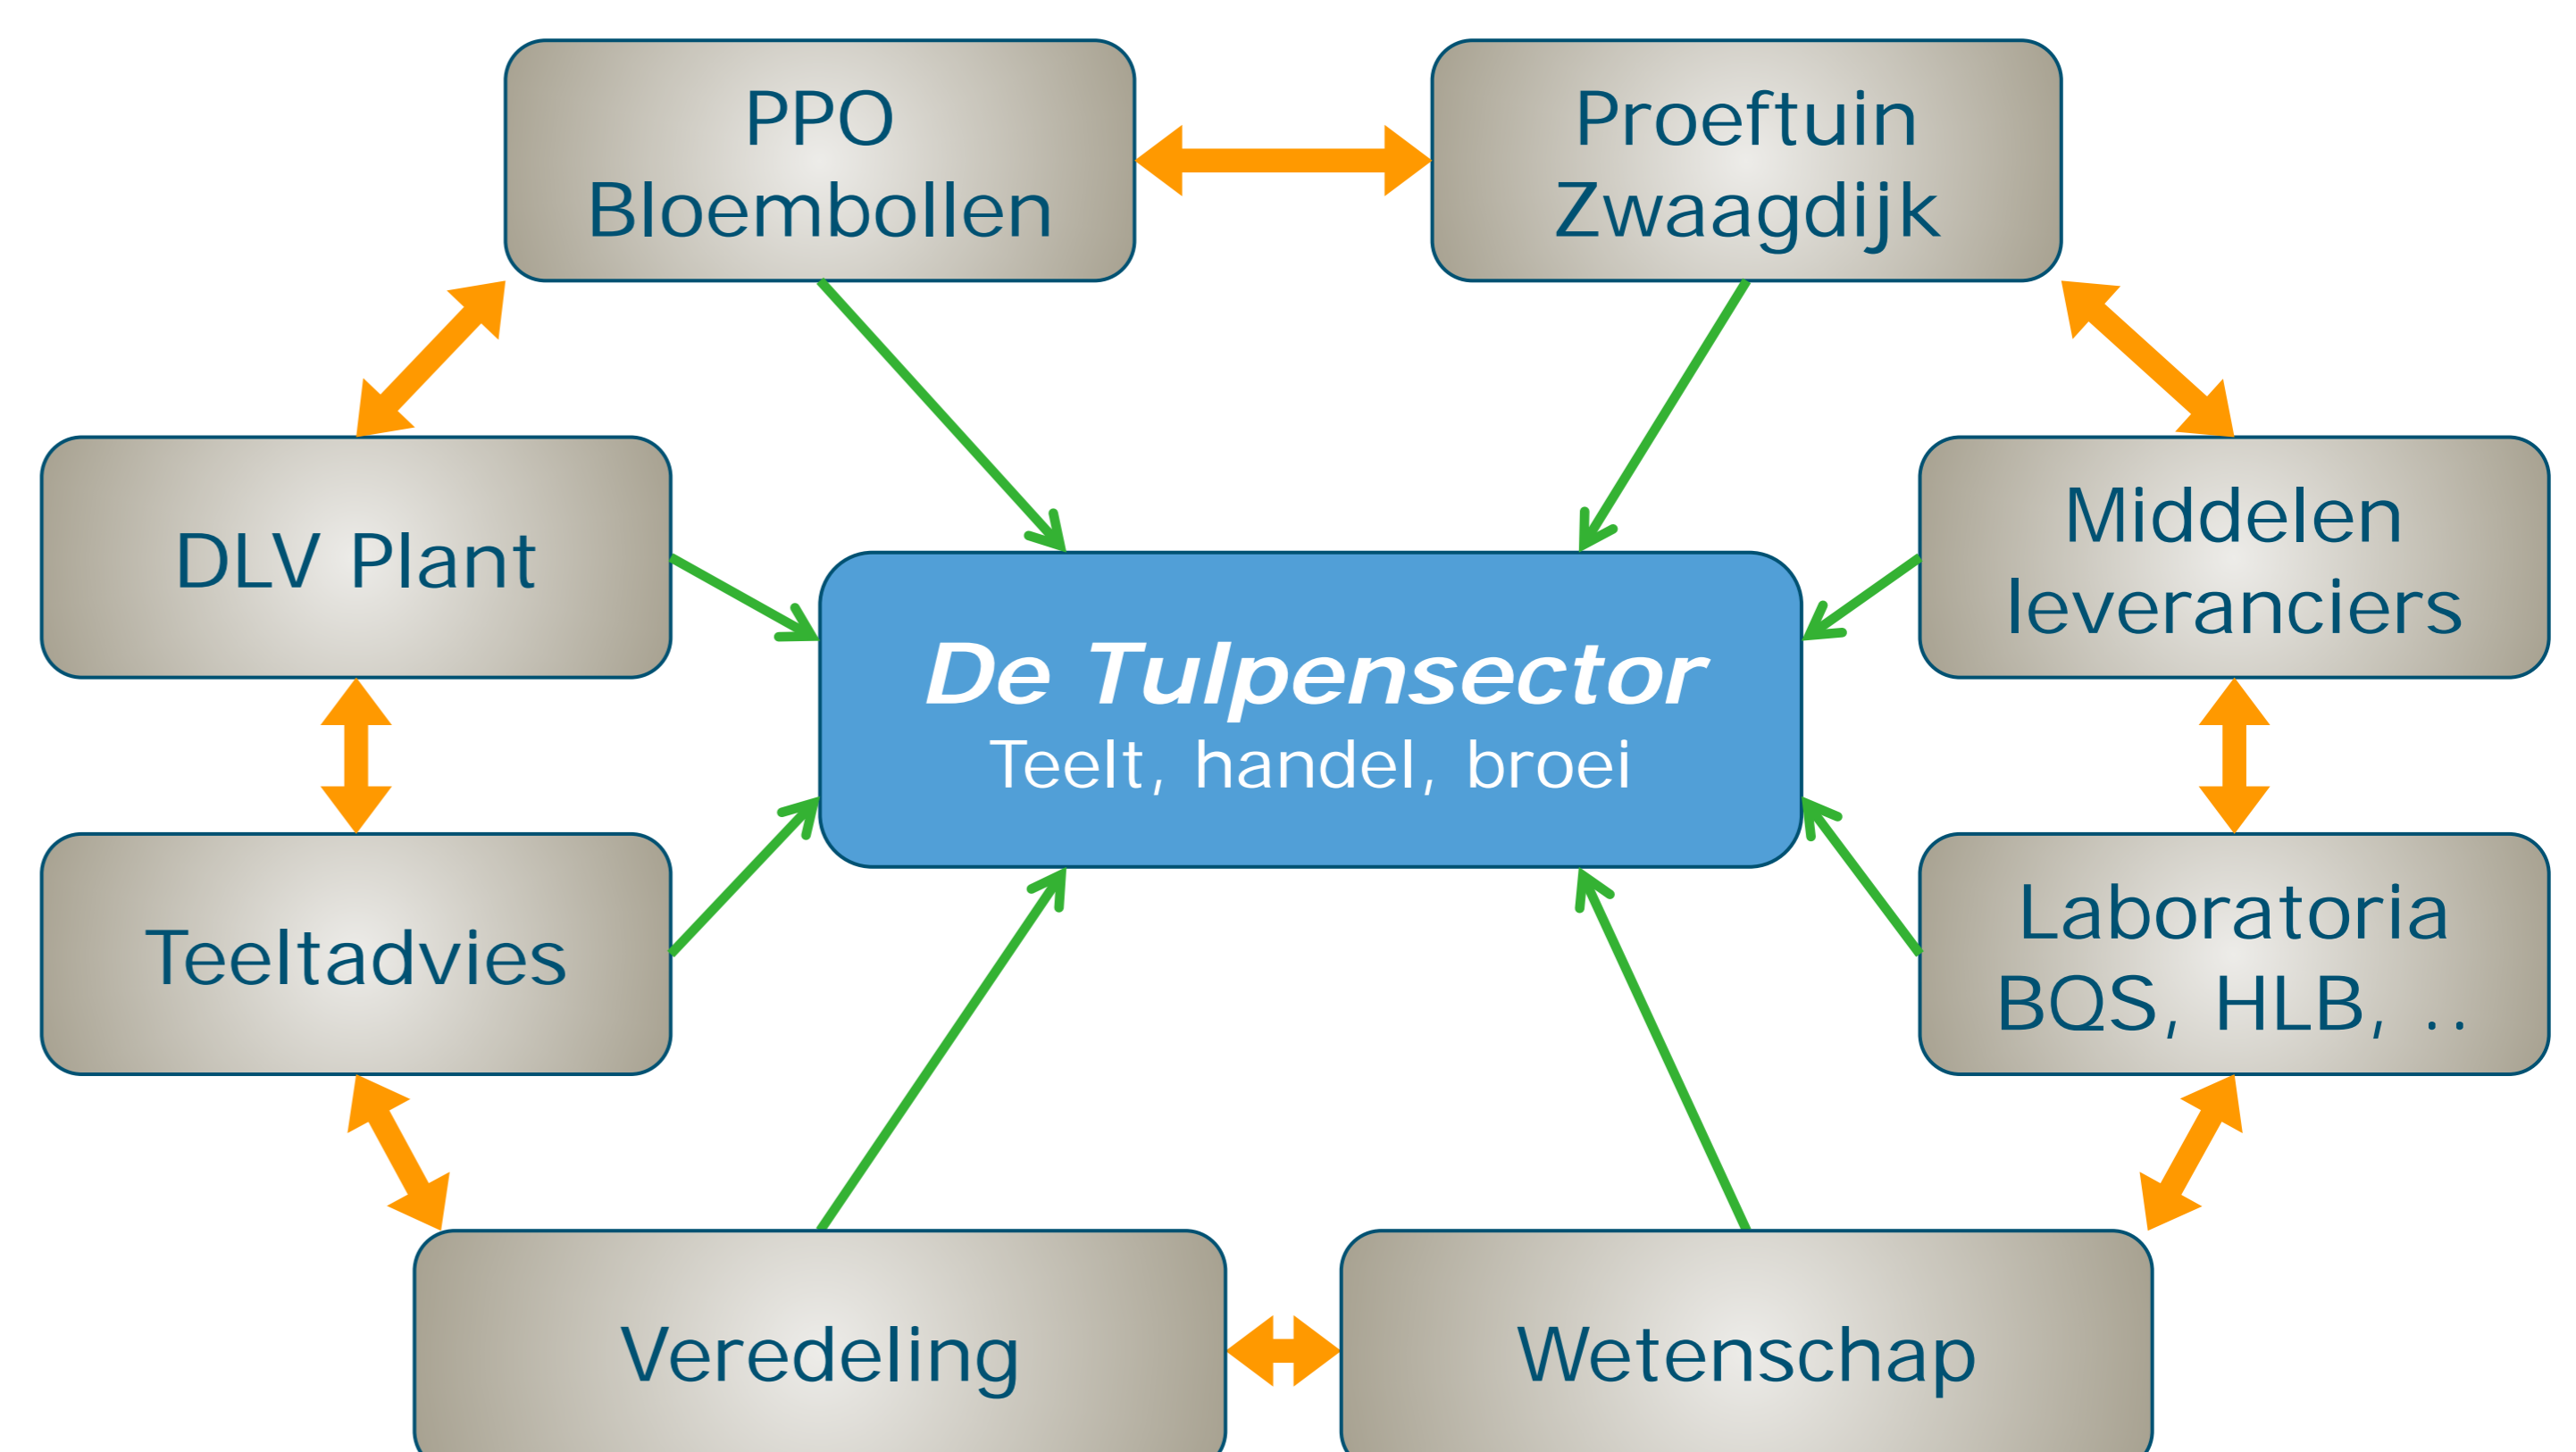 PPO
Bloembollen
Proeftuin
Zwaagdijk
DLV Plant
Middelen
leveranciers
De Tulpensector
Teelt, handel, broei
Teeltadvies
Laboratoria
BQS, HLB, ..
Veredeling
Wetenschap